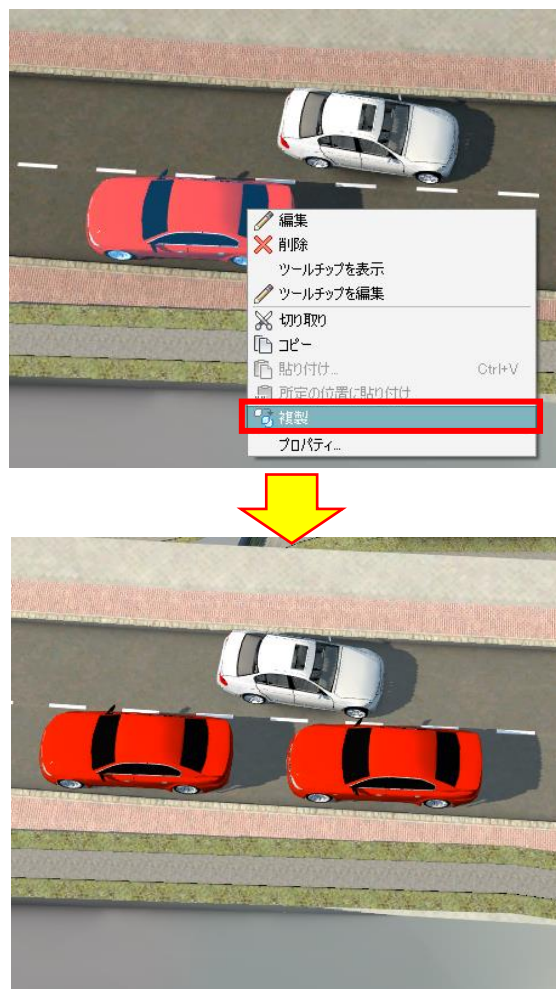 編集
削除
ツールチップを表示
ツールチップを編集
切り取り
コピー
貼り付け... Ctrl+V
所定の位置に貼り付け
複製
プロパティ...